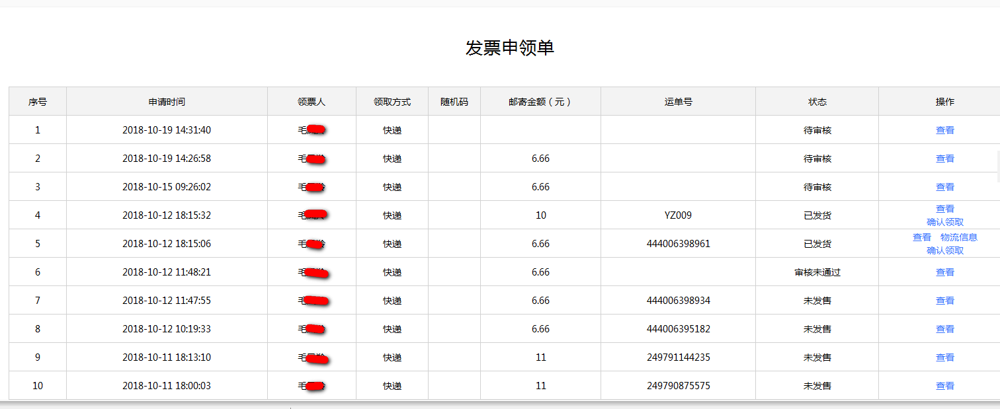 发票申领单
序号 申请时间 领票人 领取方式 随机码 邮寄金额（元） 运单号 状态 操作
1 2018-10-19 14:31:40 毛 快递 待审核 查看
2 2018-10-19 14:26:58 毛 快递 6.66 待审核 查看
3 2018-10-15 09:26:02 毛 快递 6.66 待审核 查看
4 2018-10-12 18:15:32 毛 快递 10 YZ009 已发货 查看
确认领取
5 2018-10-12 18:15:06 毛 快递 6.66 444006398961 已发货 查看 物流信息
确认领取
6 2018-10-12 11:48:21 毛 快递 6.66 审核未通过 查看
7 2018-10-12 11:47:55 毛 快递 6.66 444006398934 未发售 查看
8 2018-10-12 10:19:33 毛 快递 6.66 444006395182 未发售 查看
9 2018-10-11 18:13:10 毛 快递 11 249791144235 未发售 查看
10 2018-10-11 18:00:03 毛 快递 11 249790875575 未发售 查看